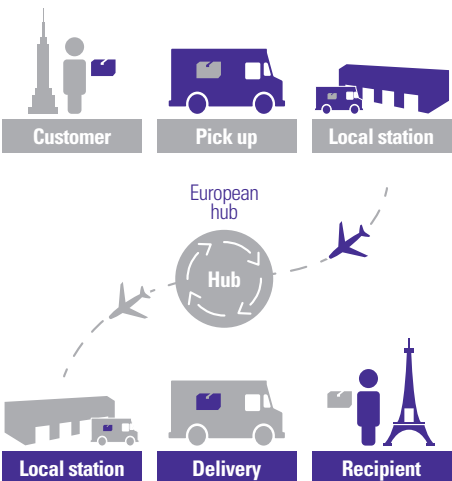 Customer
Pick up
Local station
European
hub
Hub
Local station
Delivery
Recipient